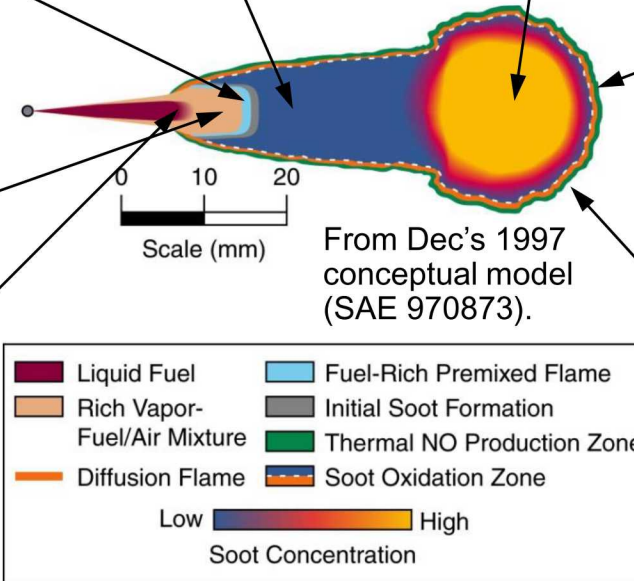 0 10 20
Scale (mm)
From Dec's 1997
conceptual model
(SAE 970873).
Liquid Fuel
Rich Vapor-
Fuel/Air Mixture
Diffusion Flame
Fuel-Rich Premixed Flame
Initial Soot Formation
Thermal NO Production Zone
Soot Oxidation Zone
Low High
Soot Concentration